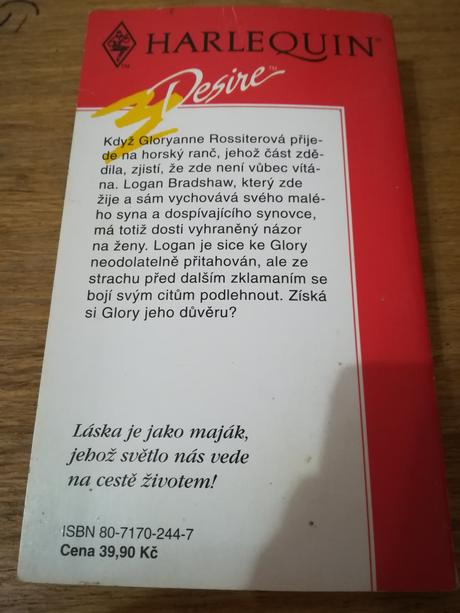 HARLEQUIN®
Desire™
Když Gloryanne Rossiterová přije-
de na horský ranč, jehož část zdě-
dila, zjistí, že zde není vůbec vítá-
na. Logan Bradshaw, který zde
žije a sám vychovává svého malé-
ho syna a dospívajícího synovce,
má totiž dosti vyhraněný názor
na ženy. Logan je sice ke Glory
neodolatelně přitahován, ale ze
strachu před dalším zklamaním se
bojí svým citům podlehnout. Získá
si Glory jeho důvěru?
Láska je jako maják,
jehož světlo nás vede
na cestě životem!
ISBN 80-7170-244-7
Cena 39,90 Kč